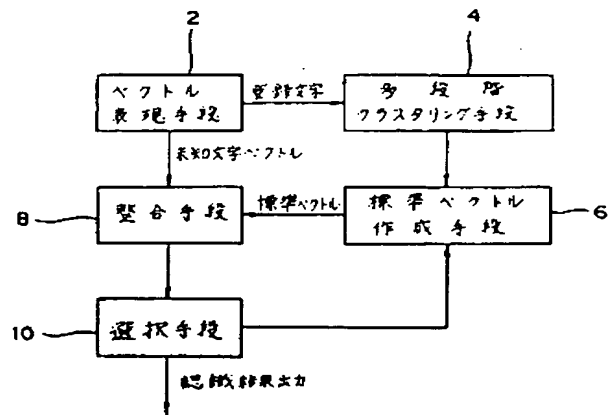 2
4
ベクトル
表現手段
登録文字
多段階
クラスタリング手段
未知文字ベクトル
8
整合手段
標準ベクトル
標準ベクトル
作成手段
6
10
選択手段
認識結果出力